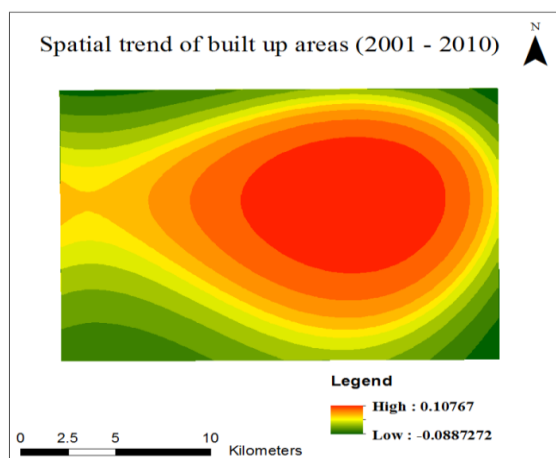 Spatial trend of built up areas (2001 - 2010)
N
Legend
High : 0.10767
Low : -0.0887272
0 2.5 5 10
Kilometers